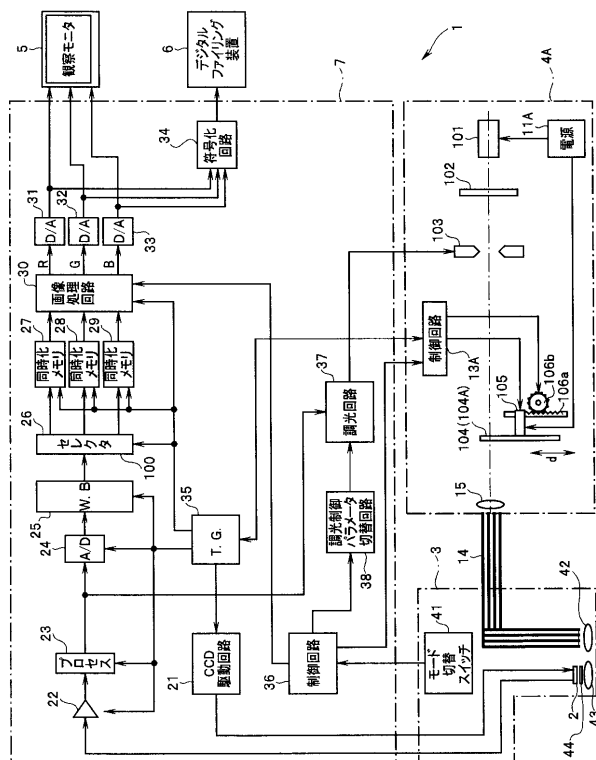 5
観察モニタ
6
デジタル
ファイリング
装置
1
7
34
符号化
回路
31
D/A
32
D/A
33
D/A
R
G
B
30
画像処理
回路
27
同時化
メモリ
28
同時化
メモリ
29
同時化
メモリ
26
セレクタ
100
25
W.B
24
A/D
23
プロセス
22
35
T.G.
21
CCD
駆動回路
36
制御回路
37
調光回路
38
調光制御
パラメータ
切替回路
4A
11A
電源
101
102
103
制御回路
13A
104(104A)
105
106b
106a
d
15
14
3
41
モード切替
スイッチ
42
2
44
43